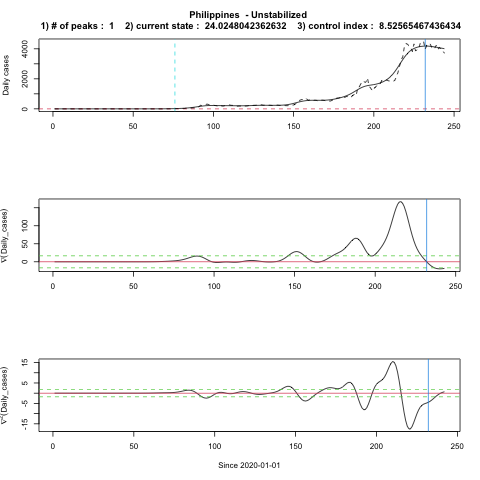 Philippines - Unstabilized
1) # of peaks : 1 2) current state : 24.0248042362632 3) control index : 8.52565467436434
Daily cases
0 2000 4000
0 50 100 150 200 250
∇(Daily_cases)
0 50 100
0 50 100 150 200 250
∇²(Daily_cases)
-15 -5 5 15
0 50 100 150 200 250
Since 2020-01-01